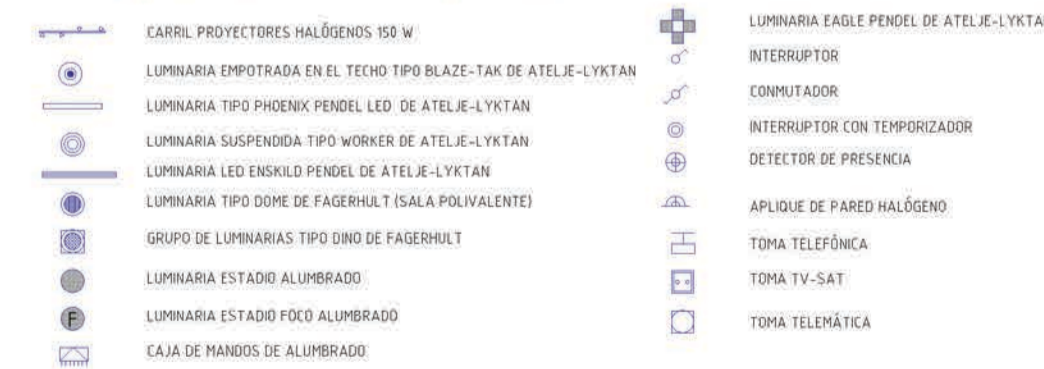 CARRIL PROYECTORES HALÓGENOS 150 W
LUMINARIA EMPOTRADA EN EL TECHO TIPO BLAZE-TAK DE ATELJE-LYKTAN
LUMINARIA TIPO PHOENIX PENDEL LED DE ATELJE-LYKTAN
LUMINARIA SUSPENDIDA TIPO WORKER DE ATELJE-LYKTAN
LUMINARIA LED ENSKILD PENDEL DE ATELJE-LYKTAN
LUMINARIA TIPO DOME DE FAGERHULT (SALA POLIVALENTE)
GRUPO DE LUMINARIAS TIPO DINO DE FAGERHULT
LUMINARIA ESTADIO ALUMBRADO
F
LUMINARIA ESTADIO FOCO ALUMBRADO
CAJA DE MANDOS DE ALUMBRADO
LUMINARIA EAGLE PENDEL DE ATELJE-LYKTA
INTERRUPTOR
CONMUTADOR
INTERRUPTOR CON TEMPORIZADOR
DETECTOR DE PRESENCIA
APLIQUE DE PARED HALÓGENO
TOMA TELEFÓNICA
TOMA TV-SAT
TOMA TELEMÁTICA